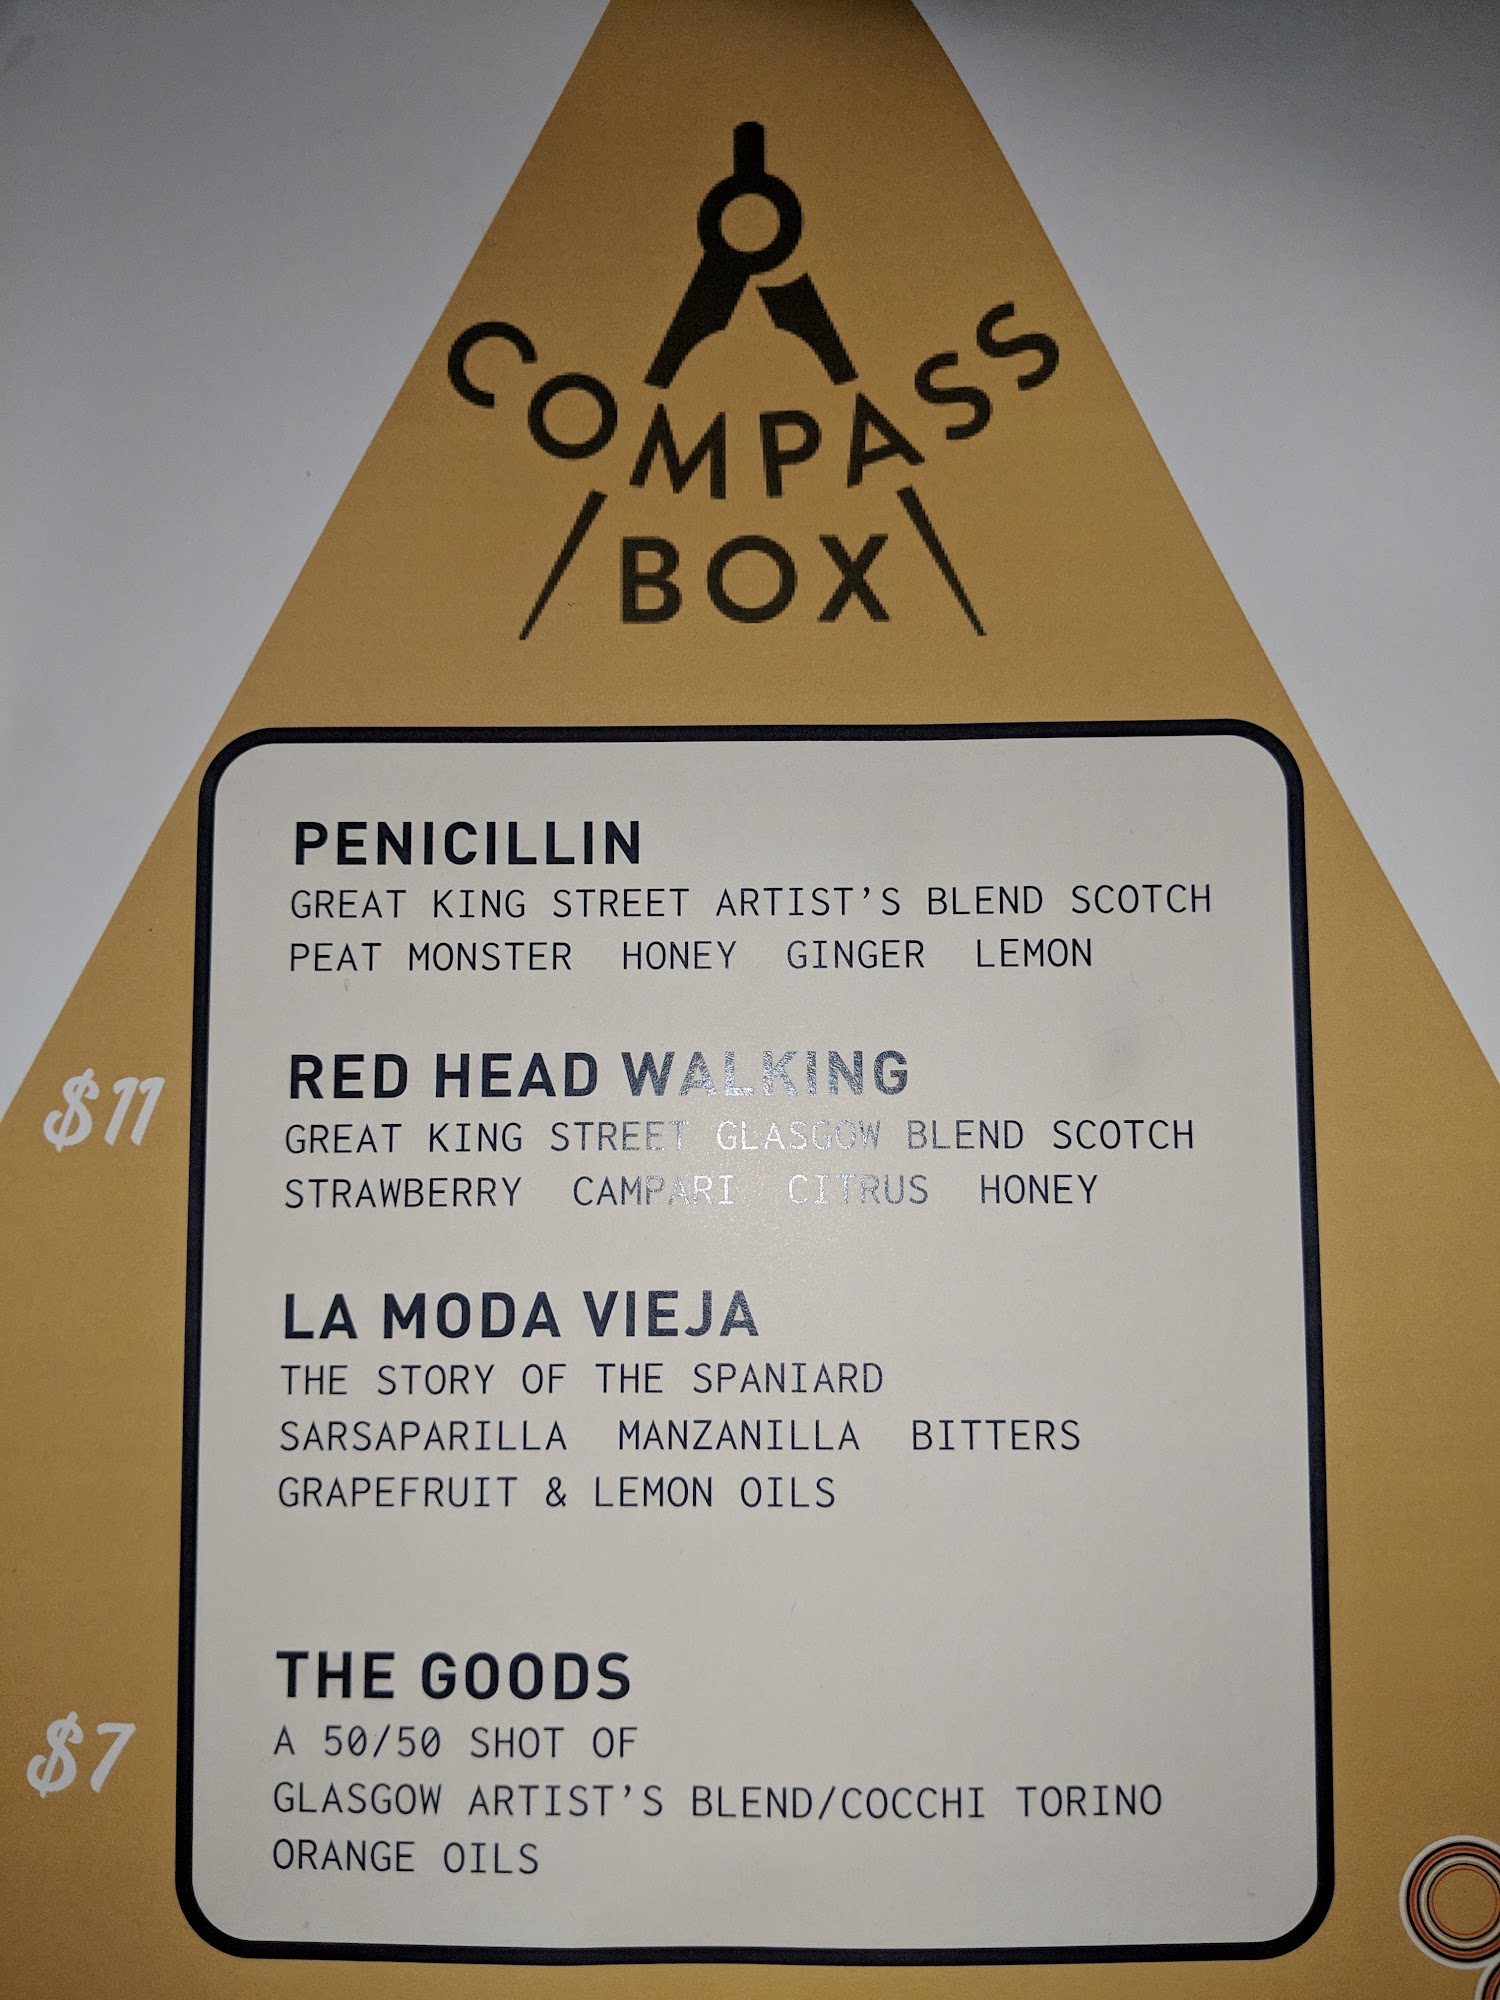 COMPASS
BOX
PENICILLIN
GREAT KING STREET ARTIST'S BLEND SCOTCH
PEAT MONSTER HONEY GINGER LEMON
$11
RED HEAD WALKING
GREAT KING STREET GLASGOW BLEND SCOTCH
STRAWBERRY CAMPARI CITRUS HONEY
LA MODA VIEJA
THE STORY OF THE SPANIARD
SARSAPARILLA MANZANILLA BITTERS
GRAPEFRUIT & LEMON OILS
$7
THE GOODS
A 50/50 SHOT OF
GLASGOW ARTIST'S BLEND/COCCHI TORINO
ORANGE OILS